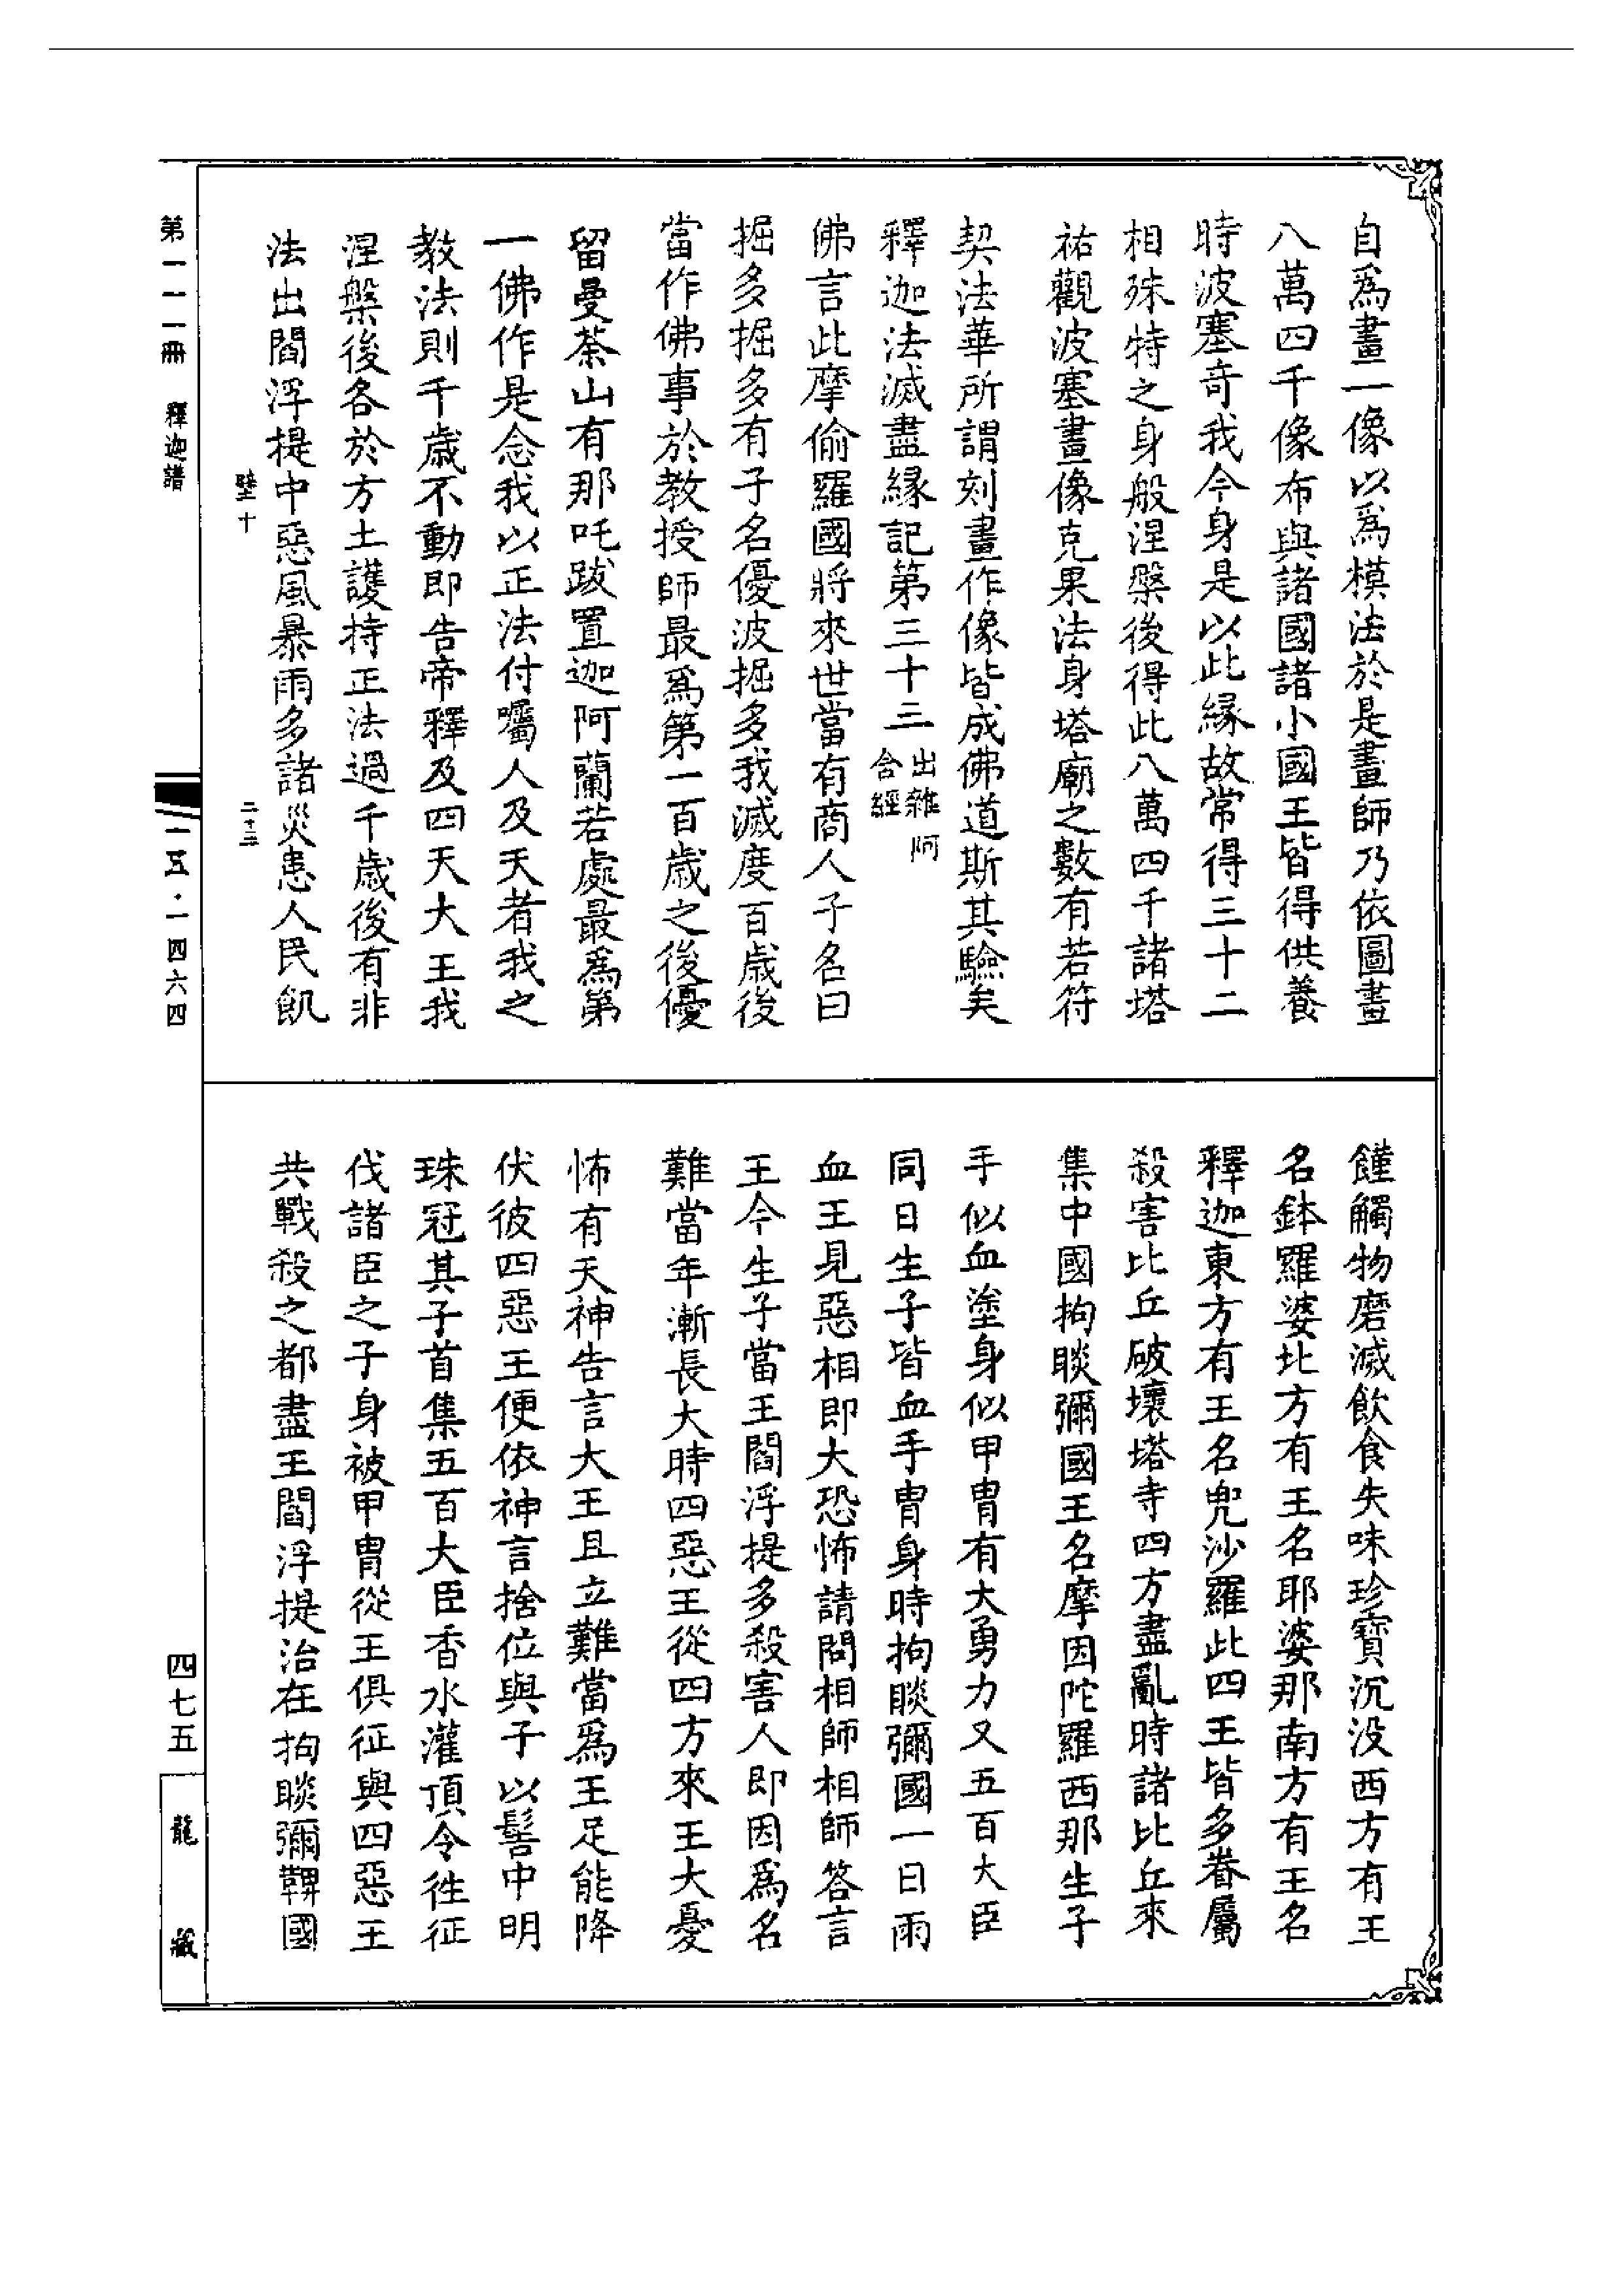 自爲畫一像以爲模法於是畫師乃依圖畫
八萬四千像布與諸國諸小國王皆得供養
時波塞奇我今身是以此緣故常得三十二
相殊特之身般涅槃後得此八萬四千諸塔
祐觀波塞畫像克果法身塔廟之數有若符
契法華所謂刻畫作像皆成佛道斯其驗矣
釋迦法滅盡緣記第三十三出雜阿
含經
佛言此摩偷羅國將來世當有商人子名曰
掘多掘多有子名優波掘多我滅度百歲後
當作佛事於教授師最爲第一百歲之後優
留曼荼山有那吒跋置迦阿蘭若處最爲第
一佛作是念我以正法付囑人及天者我之
教法則千歲不動即告帝釋及四天大王我
涅槃後各於方土護持正法過千歲後有非
法出閻浮提中惡風暴雨多諸災患人民飢
饉觸物磨滅飲食失味珍寶沉没西方有王
名鉢羅婆北方有王名耶婆那南方有王名
釋迦東方有王名兜沙羅此四王皆多眷屬
殺害比丘破壞塔寺四方盡亂時諸比丘來
集中國拘睒彌國王名摩因陀羅西那生子
手似血塗身似甲冑有大勇力又五百大臣
同日生子皆血手冑身時拘睒彌國一日雨
血王見惡相即大恐怖請問相師相師答言
王今生子當王閻浮提多殺害人即因爲名
難當年漸長大時四惡王從四方來王大憂
怖有天神告言大王且立難當爲王足能降
伏彼四惡王便依神言捨位與子以髻中明
珠冠其子首集五百大臣香水灌頂令往征
伐諸臣之子身被甲冑從王俱征與四惡王
共戰殺之都盡王閻浮提治在拘睒彌鞞國
壁十
二十三
第一一一冊 釋迦譜
一五·一四六四
四七五
龍藏